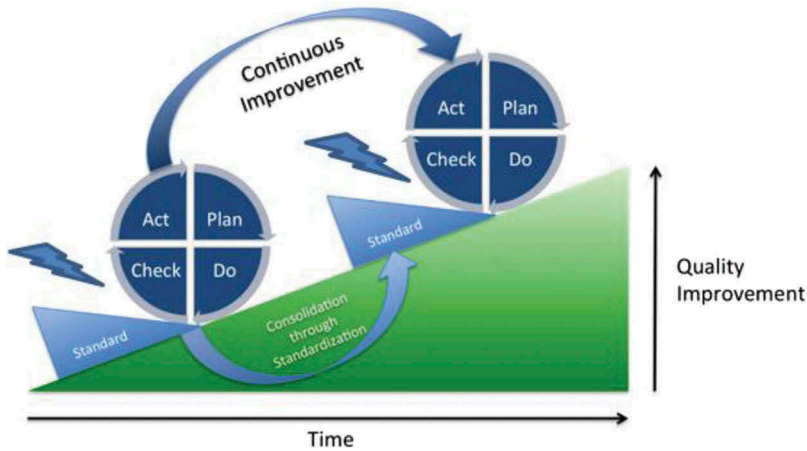 Continuous
Improvement
Act
Plan
Check
Do
Standard
Act
Plan
Check
Do
Standard
Consolidation
through
Standardization
Quality
Improvement
Time